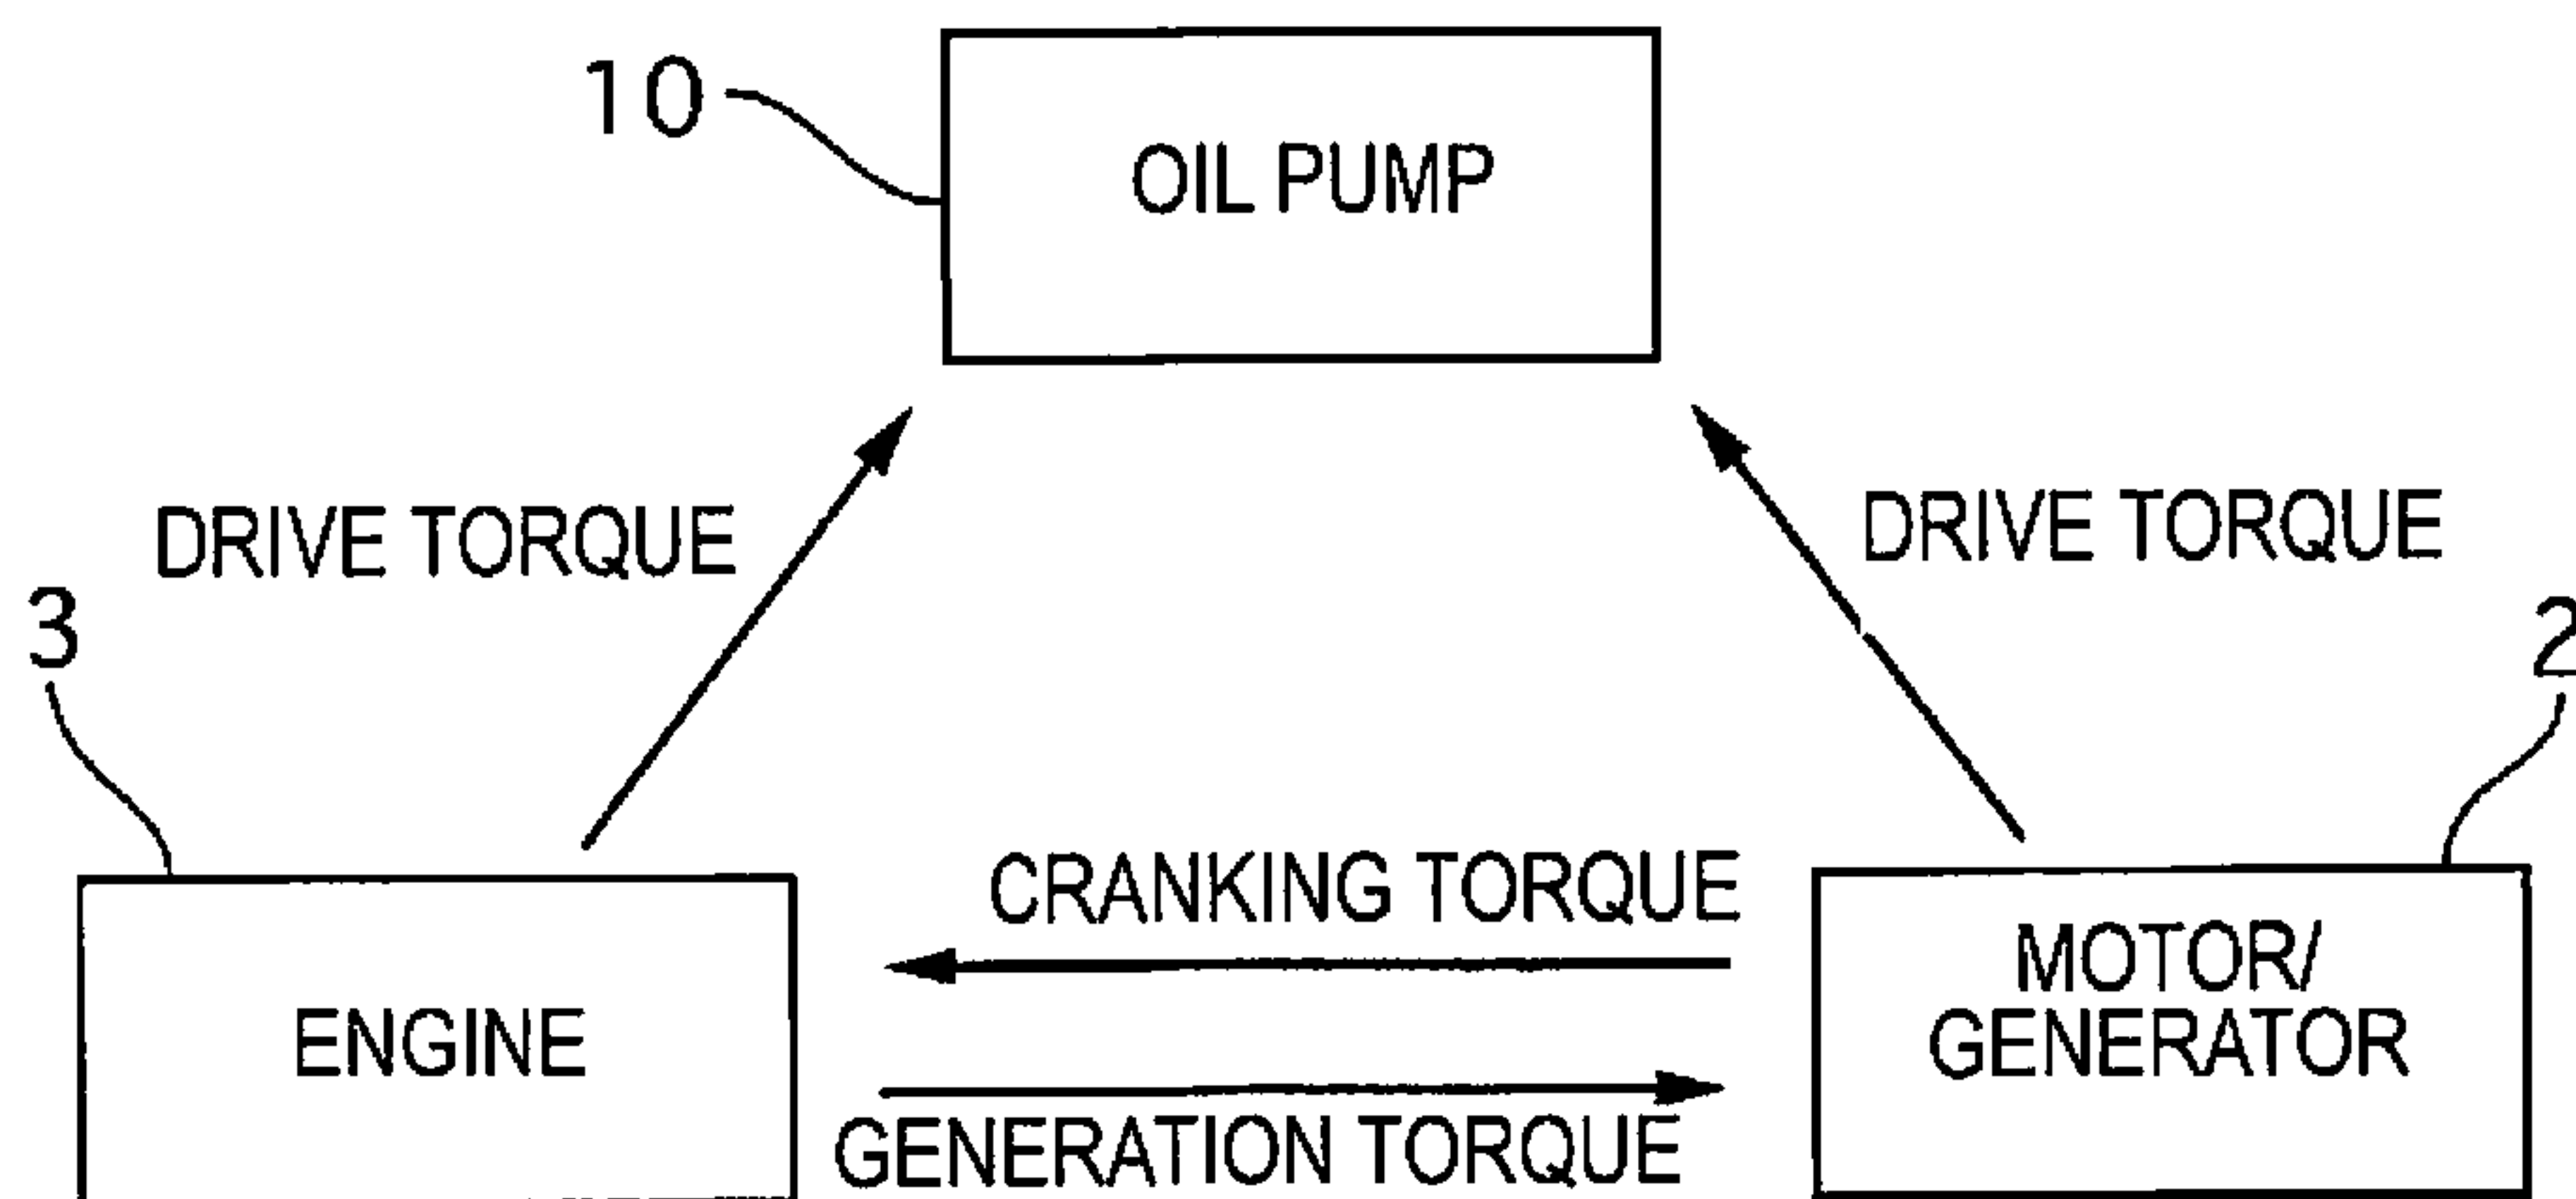 10
OIL PUMP
DRIVE TORQUE
DRIVE TORQUE
3
2
CRANKING TORQUE
MOTOR/
GENERATOR
ENGINE
GENERATION TORQUE